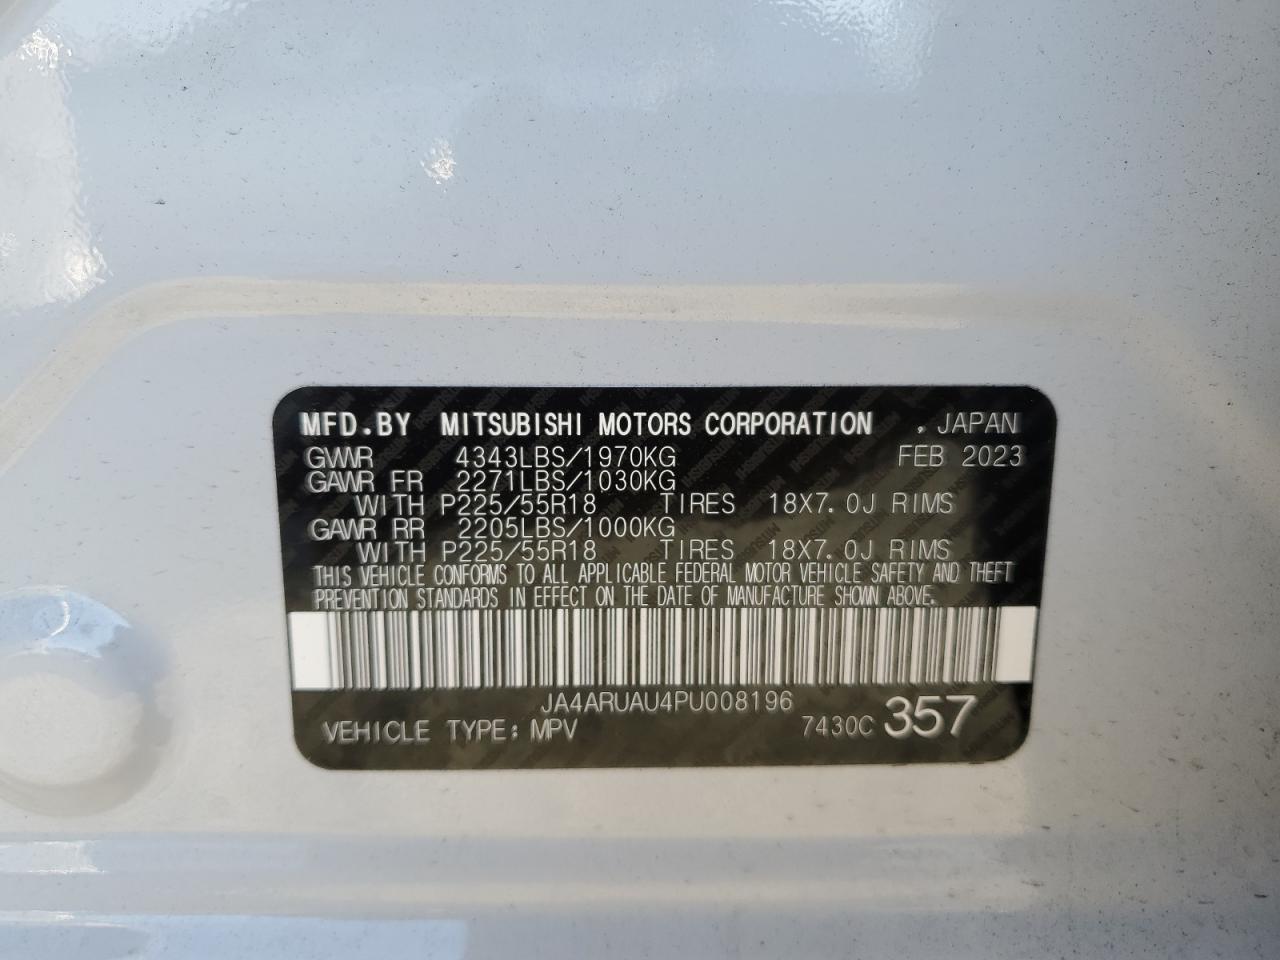 MFD.BY MITSUBISHI MOTORS CORPORATION , JAPAN
GVWR 4343LBS/1970KG FEB 2023
GAWR FR 2271LBS/1030KG
WITH P225/55R18 TIRES 18X7.0J RIMS
GAWR RR 2205LBS/1000KG
WITH P225/55R18 TIRES 18X7.0J RIMS
THIS VEHICLE CONFORMS TO ALL APPLICABLE FEDERAL MOTOR VEHICLE SAFETY AND THEFT
PREVENTION STANDARDS IN EFFECT ON THE DATE OF MANUFACTURE SHOWN ABOVE.
JA4ARUAU4PU008196
VEHICLE TYPE: MPV 7430C 357